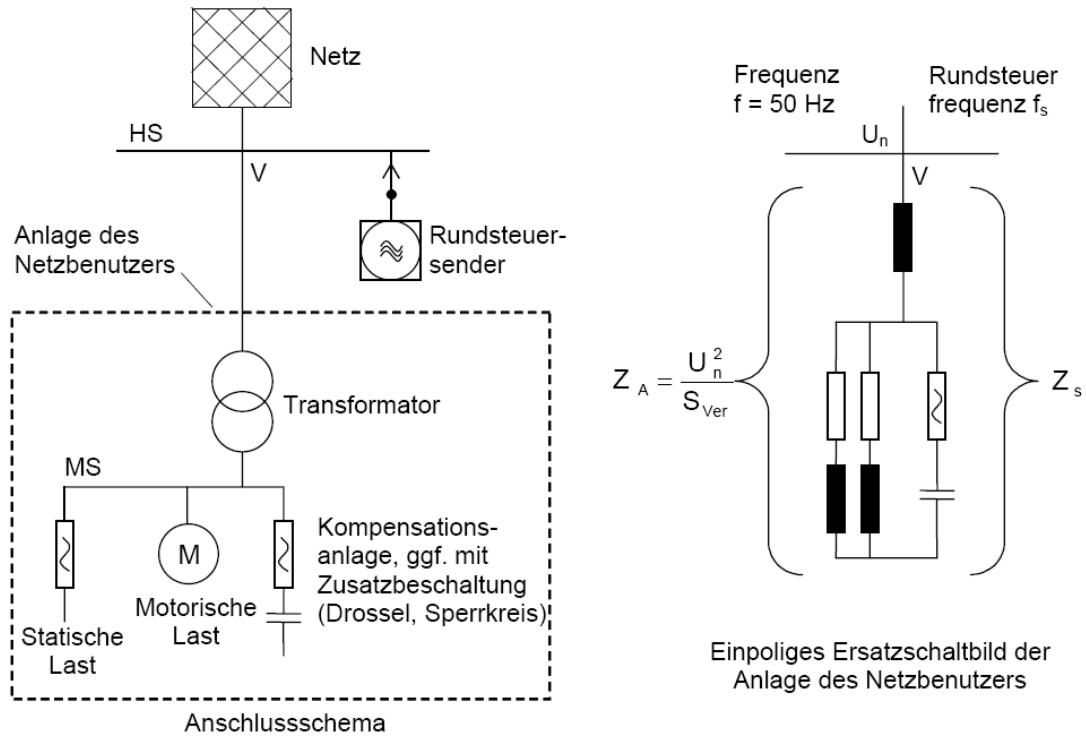 Netz
HS
V
Anlage des
Netzbenutzers
Rundsteuer-
sender
Transformator
MS
M
Kompensations-
anlage, ggf. mit
Zusatzbeschaltung
(Drossel, Sperrkreis)
Motorische
Last
Statische
Last
Anschlussschema
Frequenz
f = 50 Hz
Rundsteuer
frequenz fs
Un
V
ZA = Un² / SVer
Zs
Einpoliges Ersatzschaltbild der
Anlage des Netzbenutzers